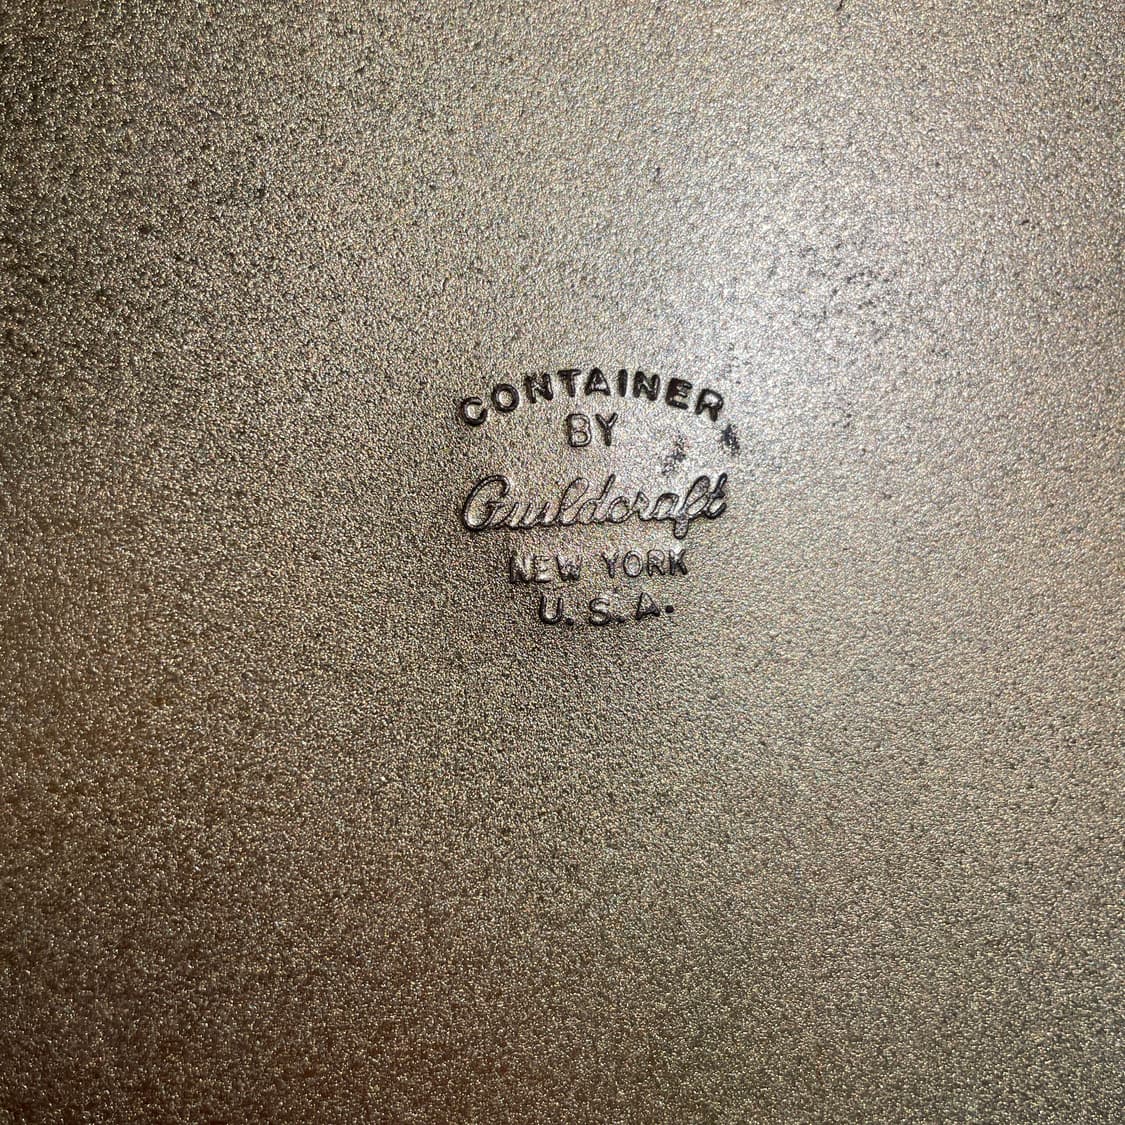 CONTAINER
BY
Guildcraft
NEW YORK
U.S.A.